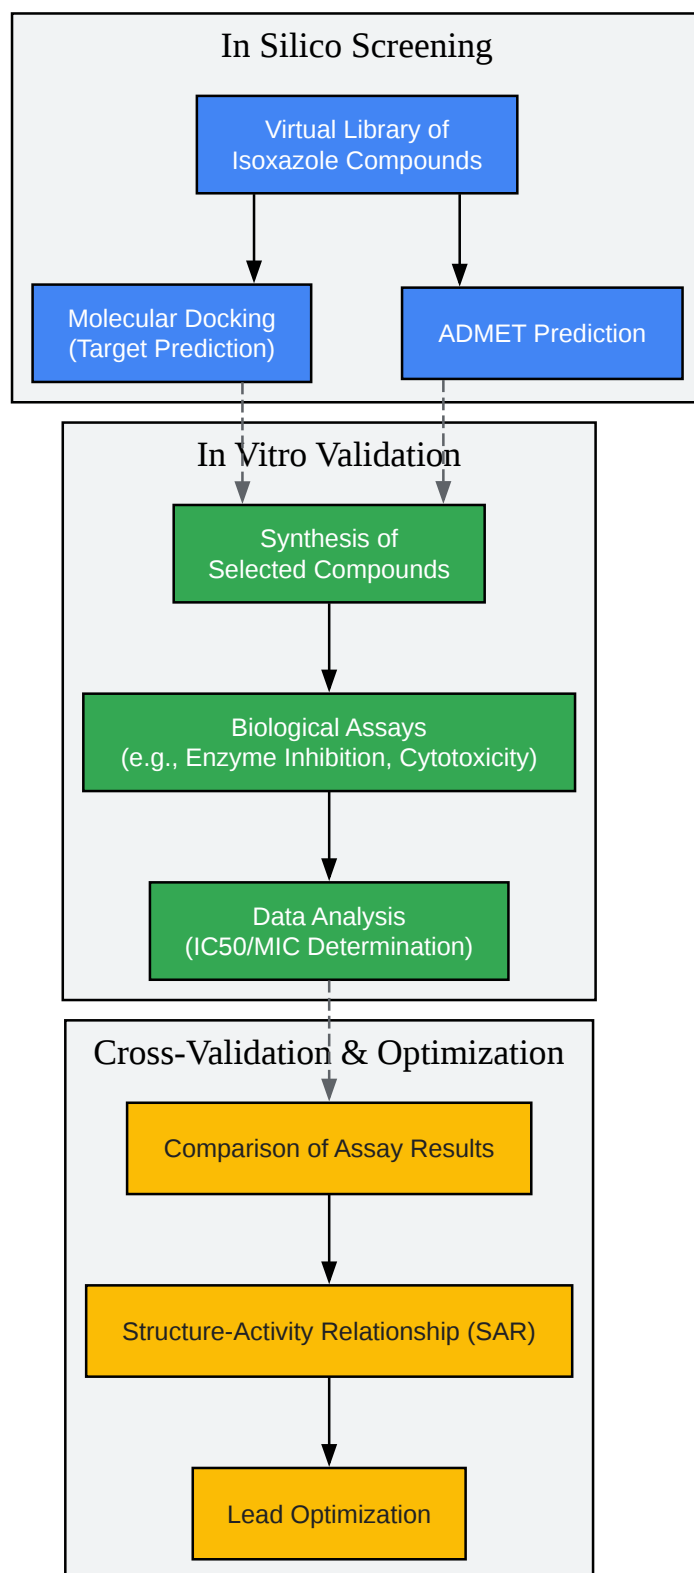 In Silico Screening
Virtual Library of
Isoxazole Compounds
Molecular Docking
(Target Prediction)
ADMET Prediction
In Vitro Validation
Synthesis of
Selected Compounds
Biological Assays
(e.g., Enzyme Inhibition, Cytotoxicity)
Data Analysis
(IC50/MIC Determination)
Cross-Validation & Optimization
Comparison of Assay Results
Structure-Activity Relationship (SAR)
Lead Optimization